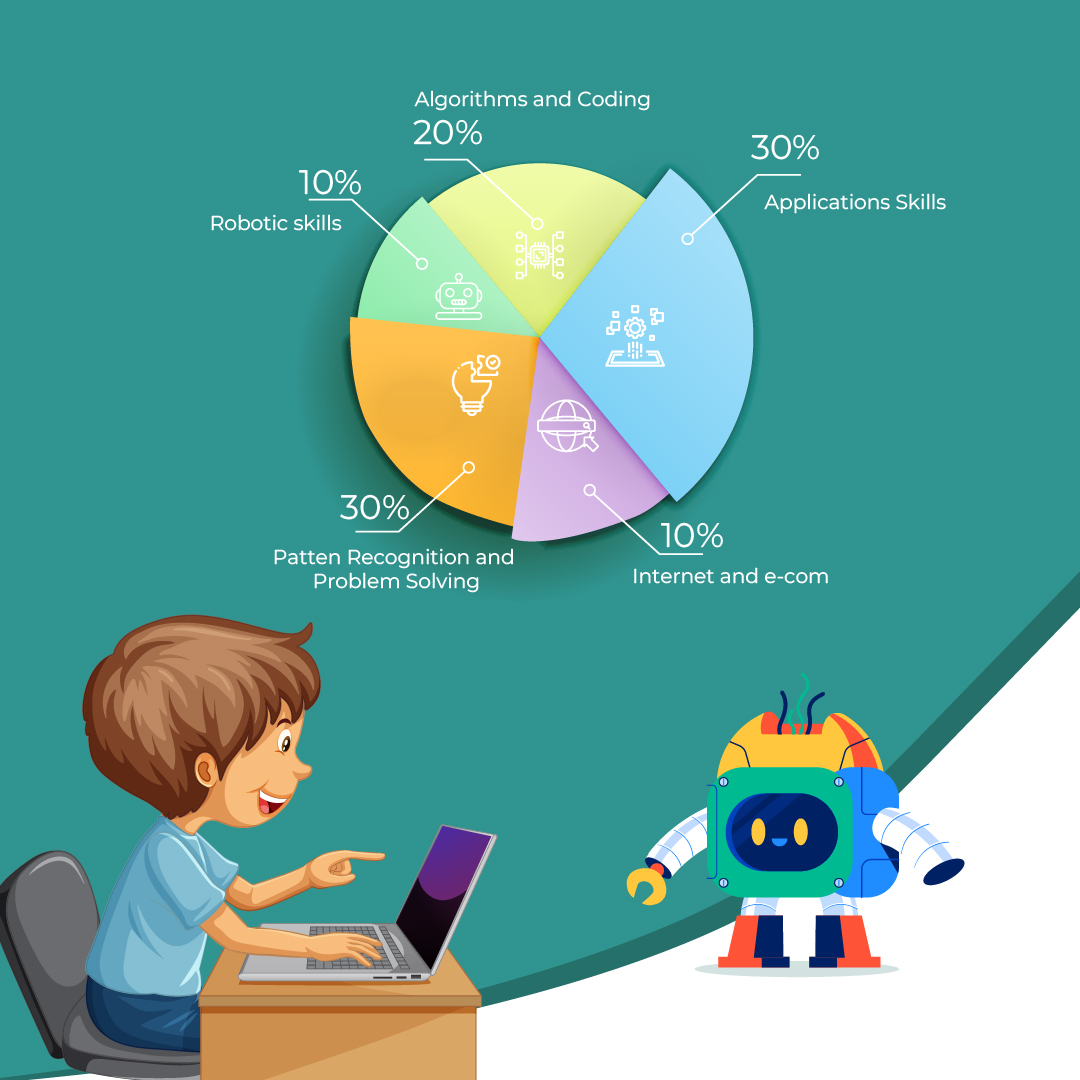 Algorithms and Coding
20%
30%
Applications Skills
10%
Robotic skills
30%
Patten Recognition and
Problem Solving
10%
Internet and e-com